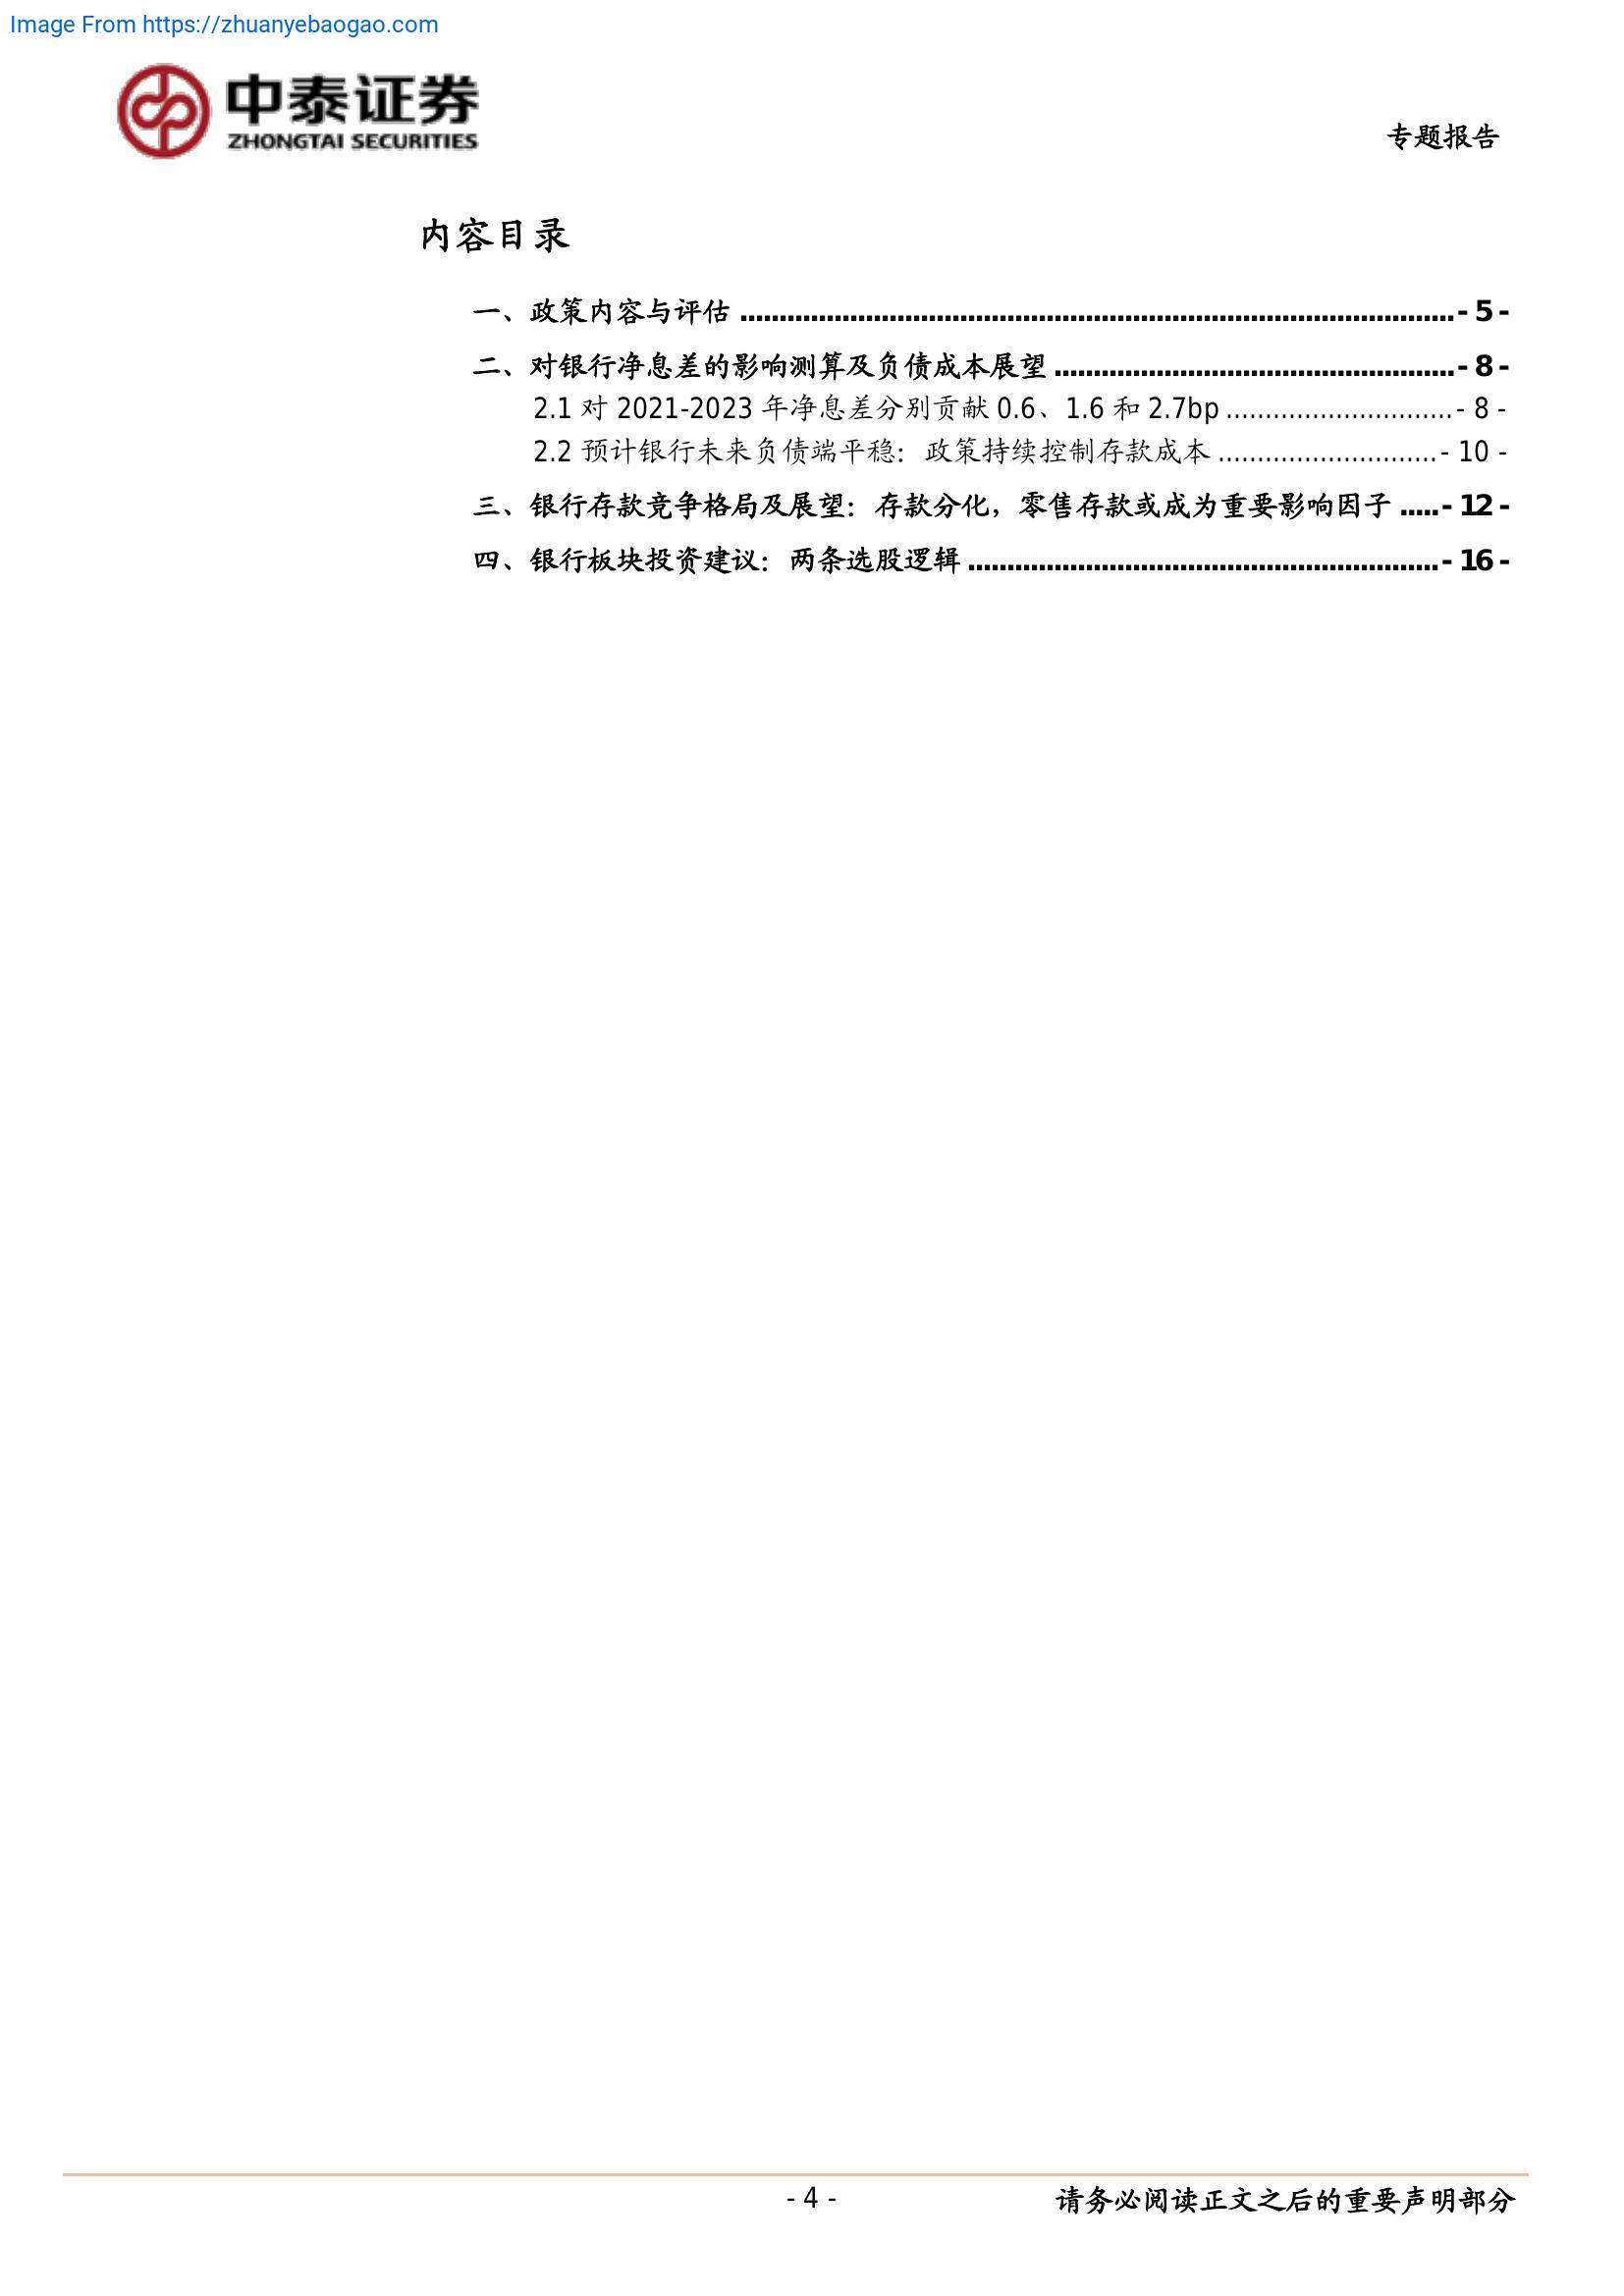 Image From https://zhuanyebaogao.com
中泰证券
ZHONGTAI SECURITIES
专题报告
内容目录
一、政策内容与评估 ........................................................................................... - 5 -
二、对银行净息差的影响测算及负债成本展望 ................................................... - 8 -
2.1 对 2021-2023 年净息差分别贡献 0.6、1.6 和 2.7bp ............................. - 8 -
2.2 预计银行未来负债端平稳：政策持续控制存款成本 ............................ - 10 -
三、银行存款竞争格局及展望：存款分化，零售存款或成为重要影响因子 ..... - 12 -
四、银行板块投资建议：两条选股逻辑 ............................................................ - 16 -
- 4 -
请务必阅读正文之后的重要声明部分